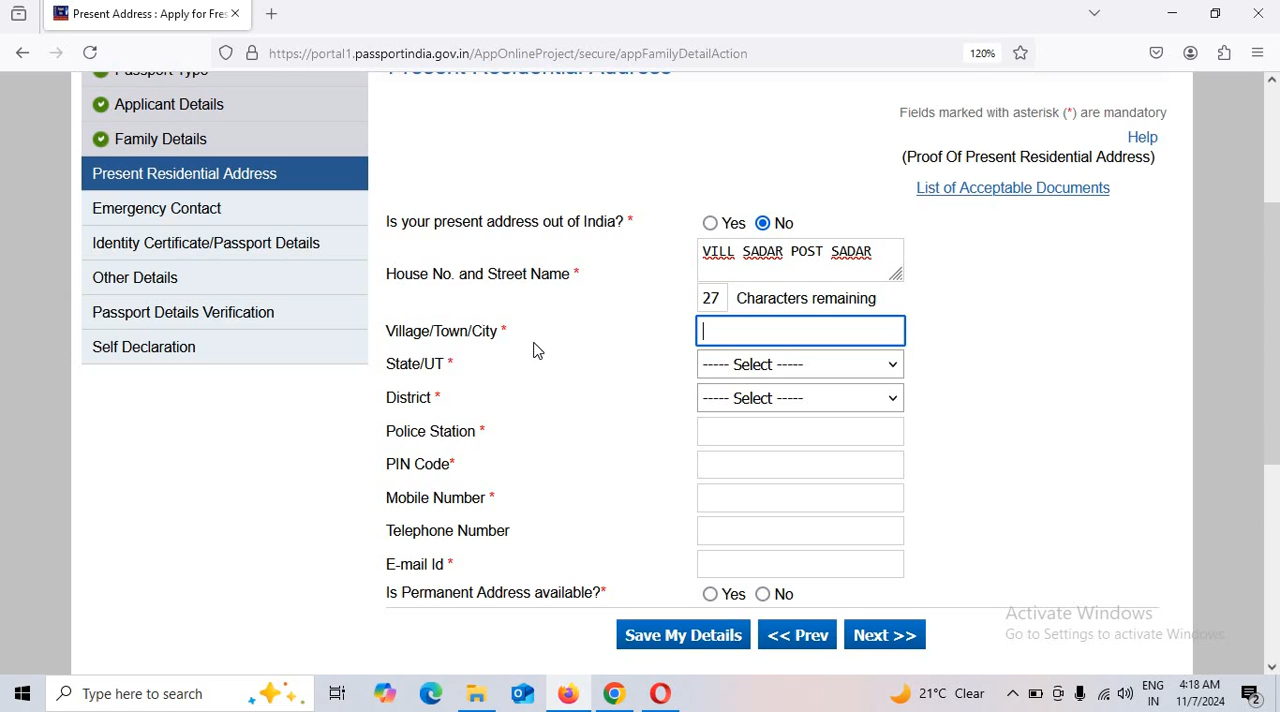 Present Address : Apply for Fres
https://portal1.passportindia.gov.in/AppOnlineProject/secure/appFamilyDetailAction
120%
Passport Type
Applicant Details
Family Details
Present Residential Address
Emergency Contact
Identity Certificate/Passport Details
Other Details
Passport Details Verification
Self Declaration
Present Residential Address
Fields marked with asterisk (*) are mandatory
Help
(Proof Of Present Residential Address)
List of Acceptable Documents
Is your present address out of India? * Yes No
House No. and Street Name * VILL SADAR POST SADAR
27 Characters remaining
Village/Town/City *
State/UT * ----- Select -----
District * ----- Select -----
Police Station *
PIN Code*
Mobile Number *
Telephone Number
E-mail Id *
Is Permanent Address available?* Yes No
Save My Details << Prev Next >>
Activate Windows
Go to Settings to activate Windows.
Type here to search
21°C Clear
ENG
IN
4:18 AM
11/7/2024
2